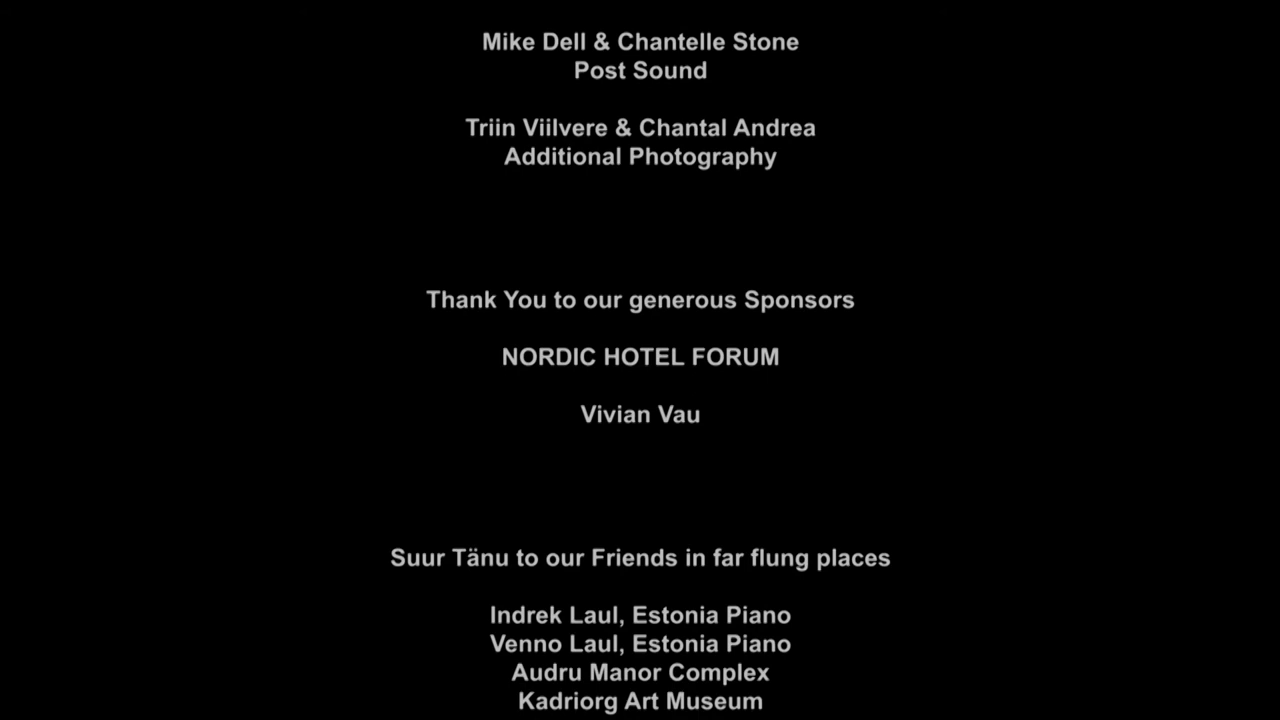 Mike Dell & Chantelle Stone
Post Sound
Triin Viilvere & Chantal Andrea
Additional Photography
Thank You to our generous Sponsors
NORDIC HOTEL FORUM
Vivian Vau
Suur Tänu to our Friends in far flung places
Indrek Laul, Estonia Piano
Venno Laul, Estonia Piano
Audru Manor Complex
Kadriorg Art Museum